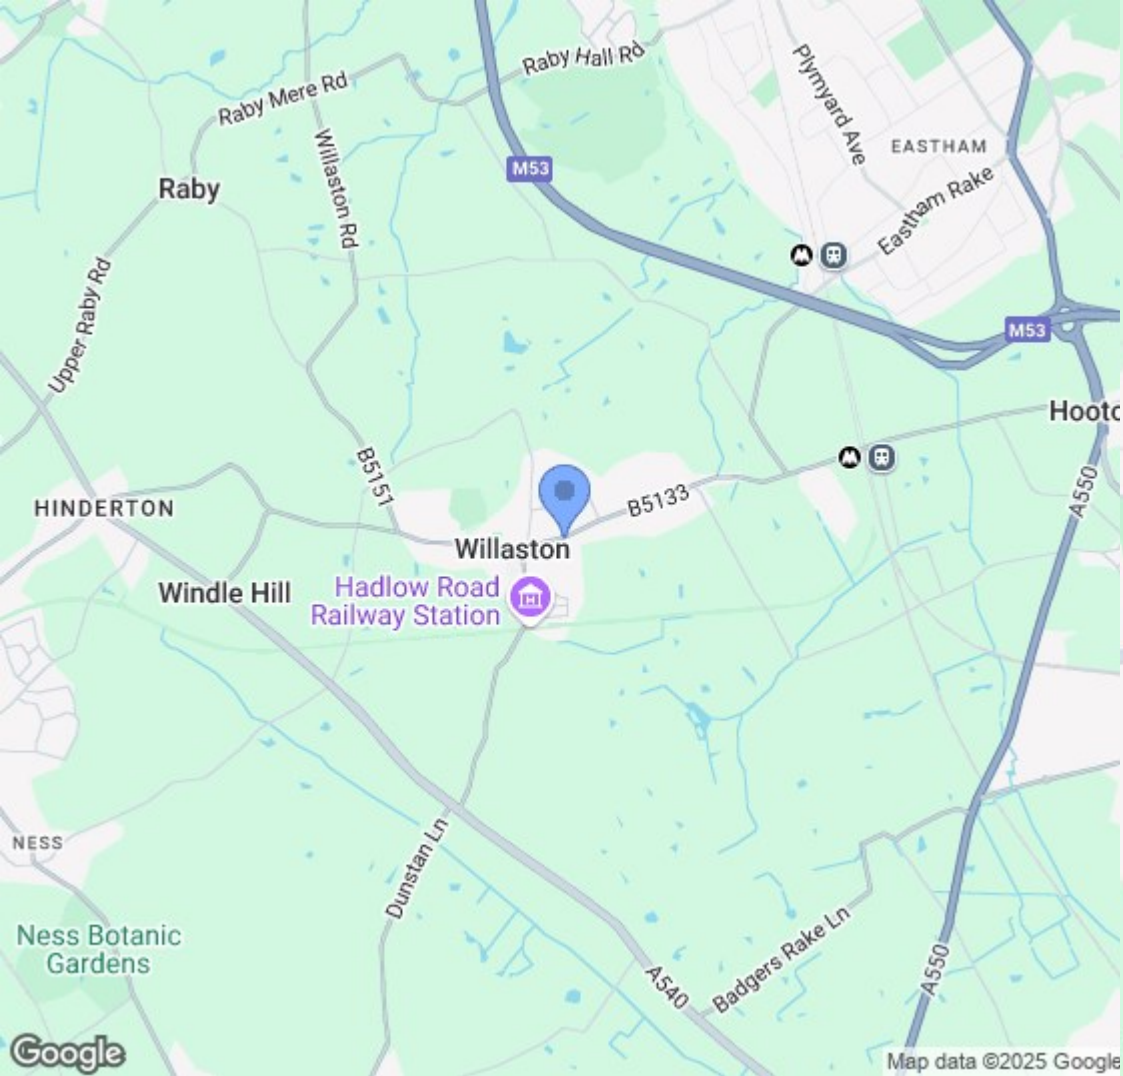 Raby Hall Rd
Plymyard Ave
Raby Mere Rd
Willaston Rd
EASTHAM
M53
Raby
Eastham Rake
Upper Raby Rd
M53
Hooto
B5151
A550
HINDERTON
B5133
Willaston
Windle Hill
Hadlow Road
Railway Station
NESS
Dunstan Ln
Ness Botanic
Gardens
Badgers Rake Ln
A540
A550
Google
Map data ©2025 Google